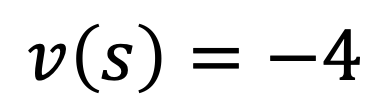 v(s) = −4